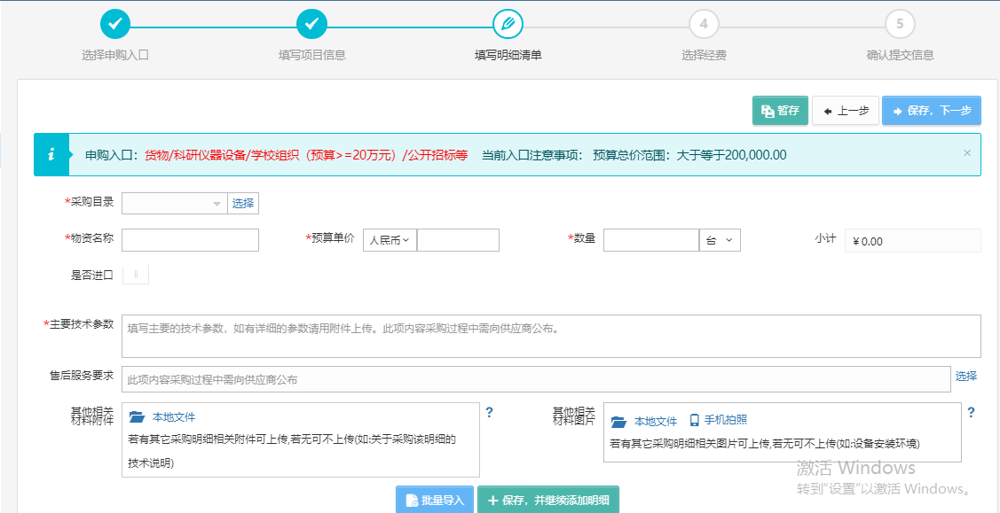 4
5
选择申购入口
填写项目信息
填写明细清单
选择经费
确认提交信息
暂存
上一步
保存，下一步
申购入口：货物/科研仪器设备/学校组织（预算>=20万元）/公开招标等 当前入口注意事项： 预算总价范围：大于等于200,000.00 ×
*采购目录 选择
*物资名称
*预算单价 人民币
*数量 台
小计 ￥0.00
是否进口
*主要技术参数
填写主要的技术参数，如有详细的参数请用附件上传。此项内容采购过程中需向供应商公布。
售后服务要求
此项内容采购过程中需向供应商公布
选择
其他相关
材料附件
本地文件
?
若有其它采购明细相关附件可上传,若无可不上传(如:关于采购该明细的
技术说明)
其他相关
材料图片
本地文件 手机拍照
?
若有其它采购明细相关图片可上传,若无可不上传(如:设备安装环境)
激活 Windows
转到“设置”以激活 Windows。
批量导入
保存，并继续添加明细